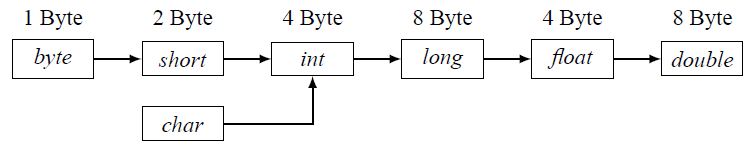 1 Byte 2 Byte 4 Byte 8 Byte 4 Byte 8 Byte
byte short int long float double
char